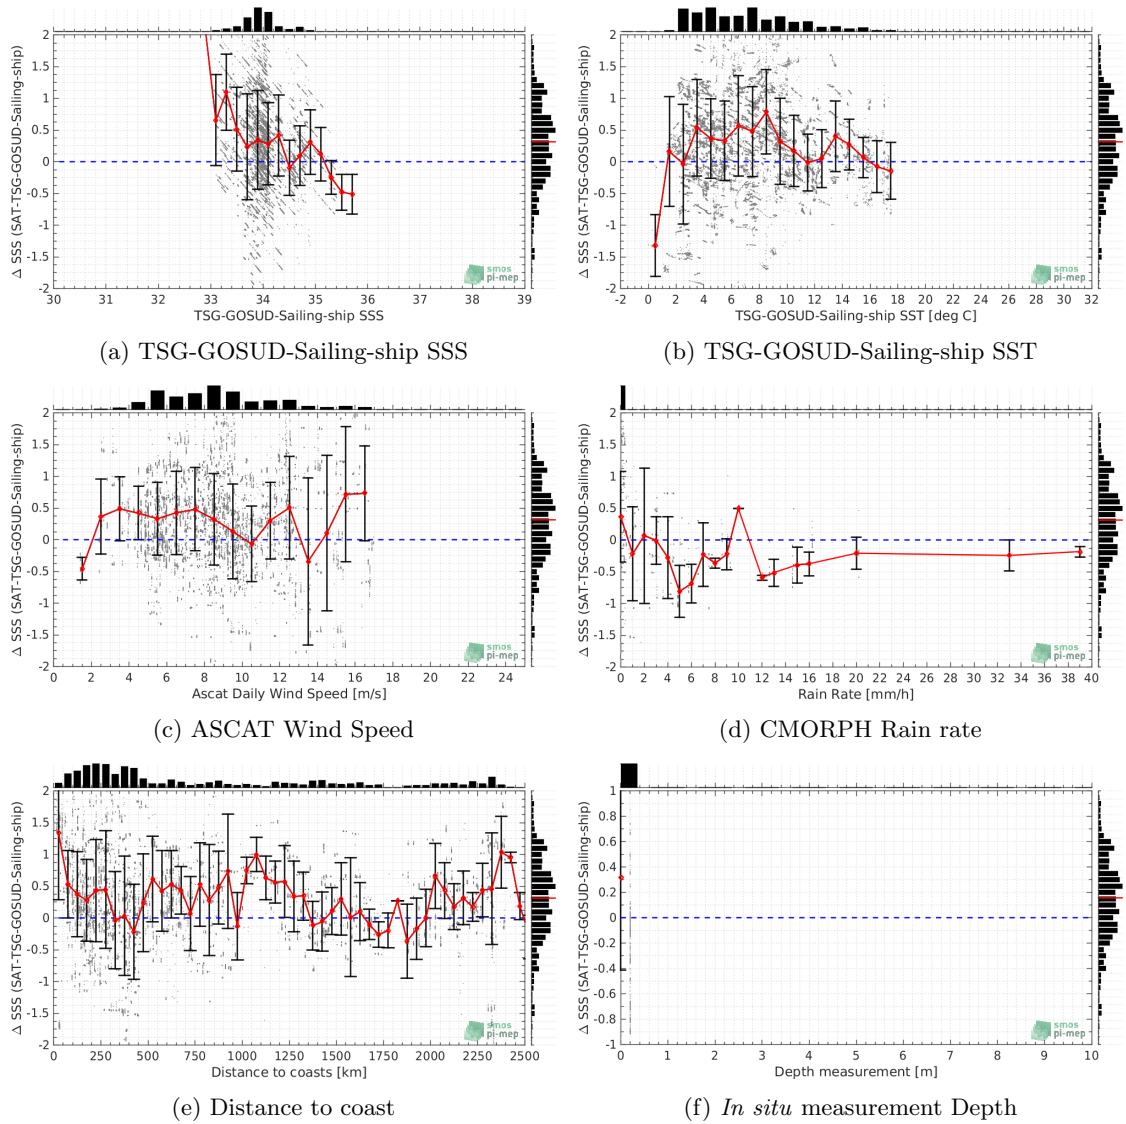 2
1.5
1
0.5
0
-0.5
-1
-1.5
-2
Δ SSS (SAT-TSG-GOSUD-Sailing-ship)
30 31 32 33 34 35 36 37 38 39
TSG-GOSUD-Sailing-ship SSS
smos
pi-mep
(a) TSG-GOSUD-Sailing-ship SSS
2
1.5
1
0.5
0
-0.5
-1
-1.5
-2
Δ SSS (SAT-TSG-GOSUD-Sailing-ship)
-2 0 2 4 6 8 10 12 14 16 18 20 22 24 26 28 30 32
TSG-GOSUD-Sailing-ship SST [deg C]
smos
pi-mep
(b) TSG-GOSUD-Sailing-ship SST
2
1.5
1
0.5
0
-0.5
-1
-1.5
-2
Δ SSS (SAT-TSG-GOSUD-Sailing-ship)
0 2 4 6 8 10 12 14 16 18 20 22 24
Ascat Daily Wind Speed [m/s]
smos
pi-mep
(c) ASCAT Wind Speed
2
1.5
1
0.5
0
-0.5
-1
-1.5
-2
Δ SSS (SAT-TSG-GOSUD-Sailing-ship)
0 2 4 6 8 10 12 14 16 18 20 22 24 26 28 30 32 34 36 38 40
Rain Rate [mm/h]
smos
pi-mep
(d) CMORPH Rain rate
2
1.5
1
0.5
0
-0.5
-1
-1.5
-2
Δ SSS (SAT-TSG-GOSUD-Sailing-ship)
0 250 500 750 1000 1250 1500 1750 2000 2250 2500
Distance to coasts [km]
smos
pi-mep
(e) Distance to coast
1
0.8
0.6
0.4
0.2
0
-0.2
-0.4
-0.6
-0.8
-1
Δ SSS (SAT-TSG-GOSUD-Sailing-ship)
0 1 2 3 4 5 6 7 8 9 10
Depth measurement [m]
smos
pi-mep
(f) In situ measurement Depth